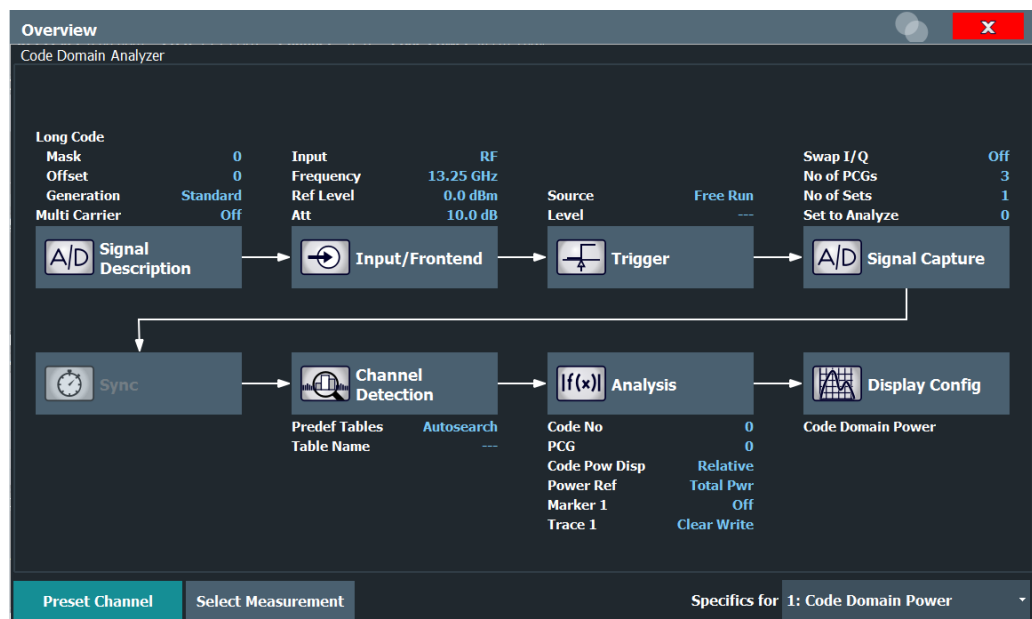 Overview
X
Code Domain Analyzer
Long Code
Mask 0
Offset 0
Generation Standard
Multi Carrier Off
Input RF
Frequency 13.25 GHz
Ref Level 0.0 dBm
Att 10.0 dB
Source Free Run
Level ---
Swap I/Q Off
No of PCGs 3
No of Sets 1
Set to Analyze 0
A/D Signal
Description
Input/Frontend
Trigger
A/D Signal Capture
Sync
Channel
Detection
|f(x)| Analysis
Display Config
Predef Tables Autosearch
Table Name ---
Code No 0
PCG 0
Code Pow Disp Relative
Power Ref Total Pwr
Marker 1 Off
Trace 1 Clear Write
Code Domain Power
Preset Channel
Select Measurement
Specifics for 1: Code Domain Power